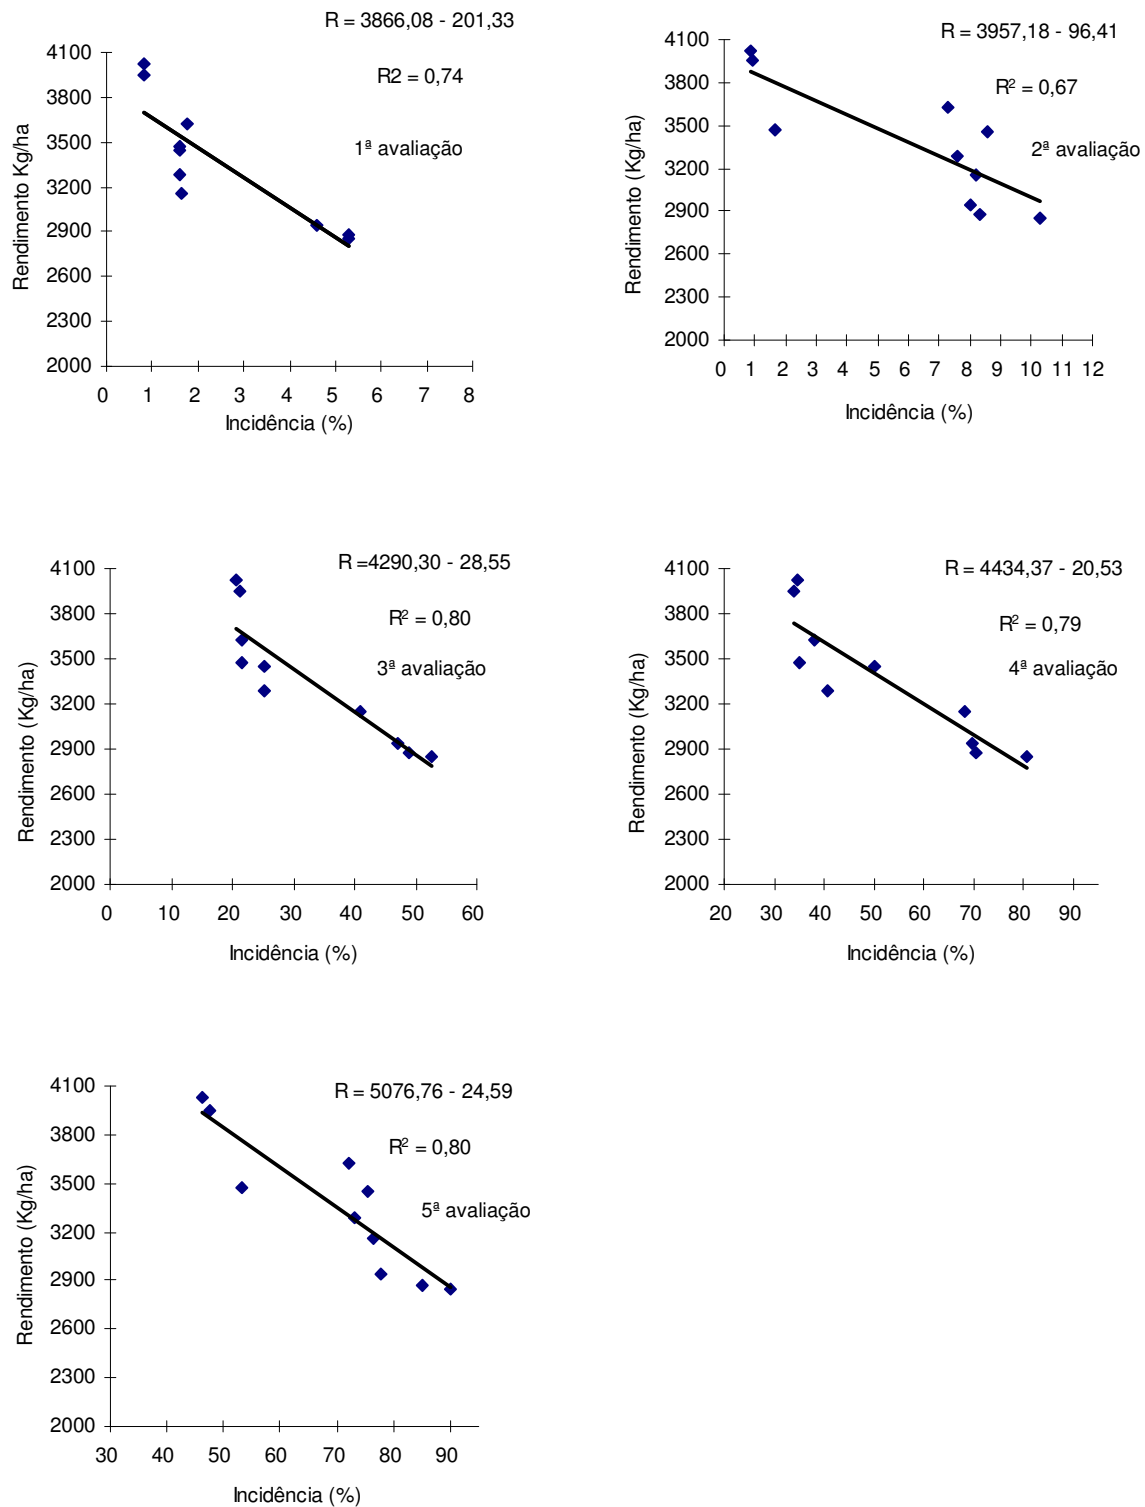 R = 3866,08 - 201,33
R2 = 0,74
1ª avaliação
4100
3800
3500
3200
2900
2600
2300
2000
Rendimento Kg/ha)
0 1 2 3 4 5 6 7 8
Incidência (%)
R = 3957,18 - 96,41
R² = 0,67
2ª avaliação
4100
3800
3500
3200
2900
2600
2300
2000
Rendimento (Kg/ha)
0 1 2 3 4 5 6 7 8 9 10 11 12
Incidência (%)
R =4290,30 - 28,55
R² = 0,80
3ª avaliação
4100
3800
3500
3200
2900
2600
2300
2000
Rendimento (Kg/ha)
0 10 20 30 40 50 60
Incidência (%)
R = 4434,37 - 20,53
R² = 0,79
4ª avaliação
4100
3800
3500
3200
2900
2600
2300
2000
Rendimento (Kg/ha)
20 30 40 50 60 70 80 90
Incidência (%)
R = 5076,76 - 24,59
R² = 0,80
5ª avaliação
4100
3800
3500
3200
2900
2600
2300
2000
Rendimento (Kg/ha)
30 40 50 60 70 80 90
Incidência (%)